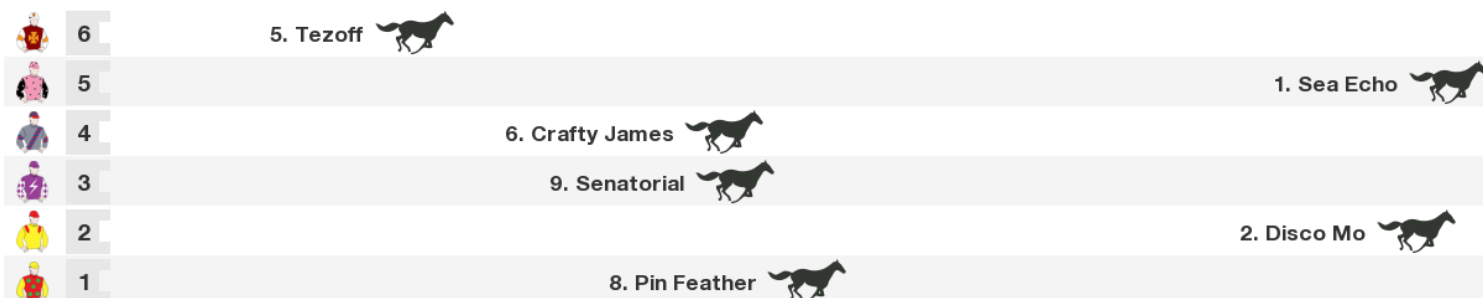 6 5. Tezoff
5 1. Sea Echo
4 6. Crafty James
3 9. Senatorial
2 2. Disco Mo
1 8. Pin Feather